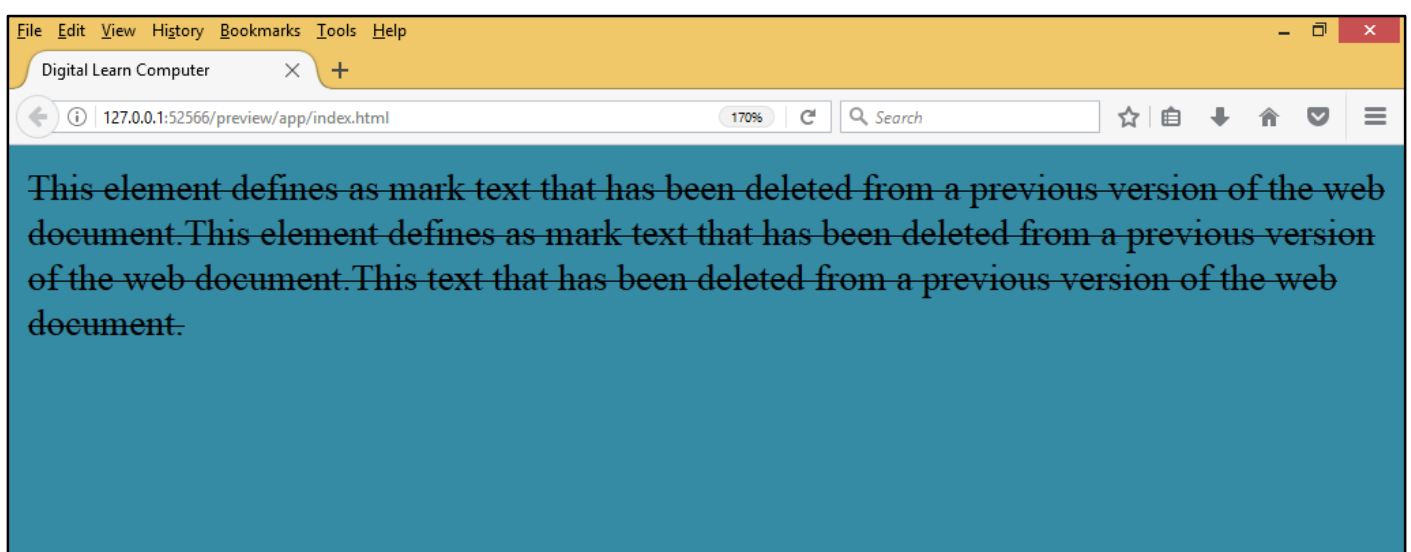 File Edit View History Bookmarks Tools Help
Digital Learn Computer
127.0.0.1:52566/preview/app/index.html 170% Search
This element defines as mark text that has been deleted from a previous version of the web
document.This element defines as mark text that has been deleted from a previous version
of the web document.This text that has been deleted from a previous version of the web
document.